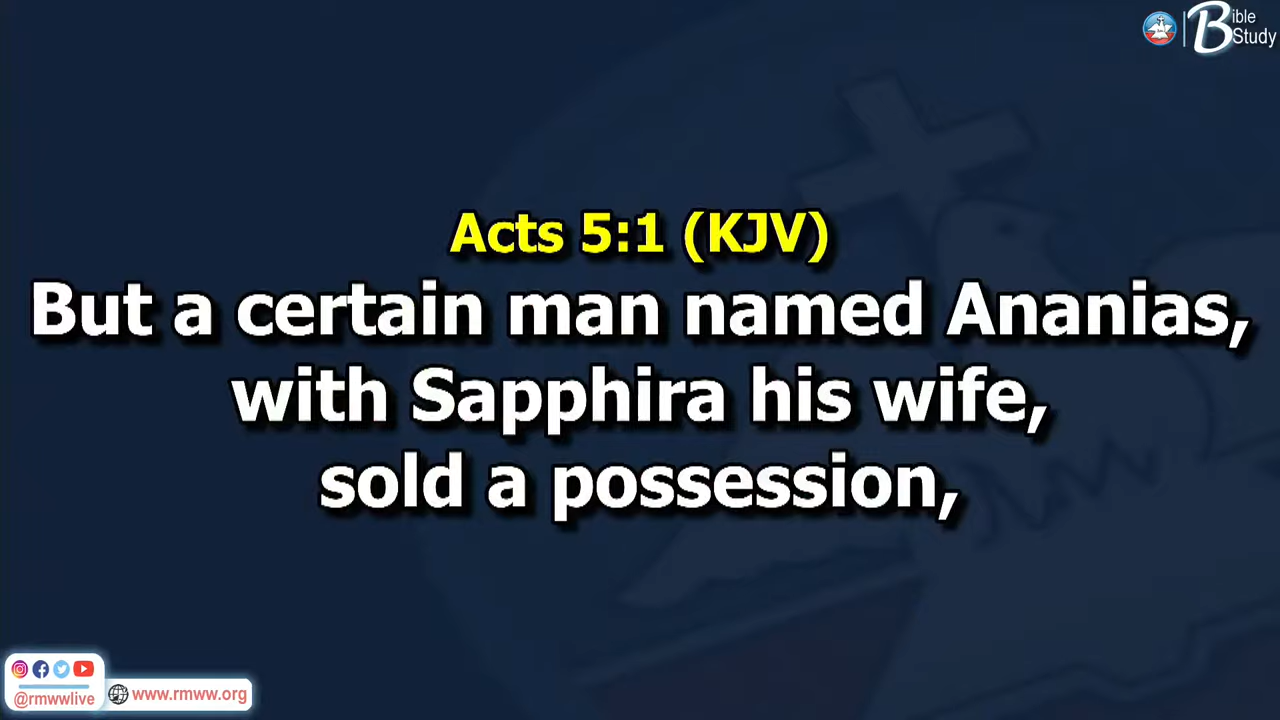 Bible
Study
Acts 5:1 (KJV)
But a certain man named Ananias,
with Sapphira his wife,
sold a possession,
@rmwwlive
www.rmww.org